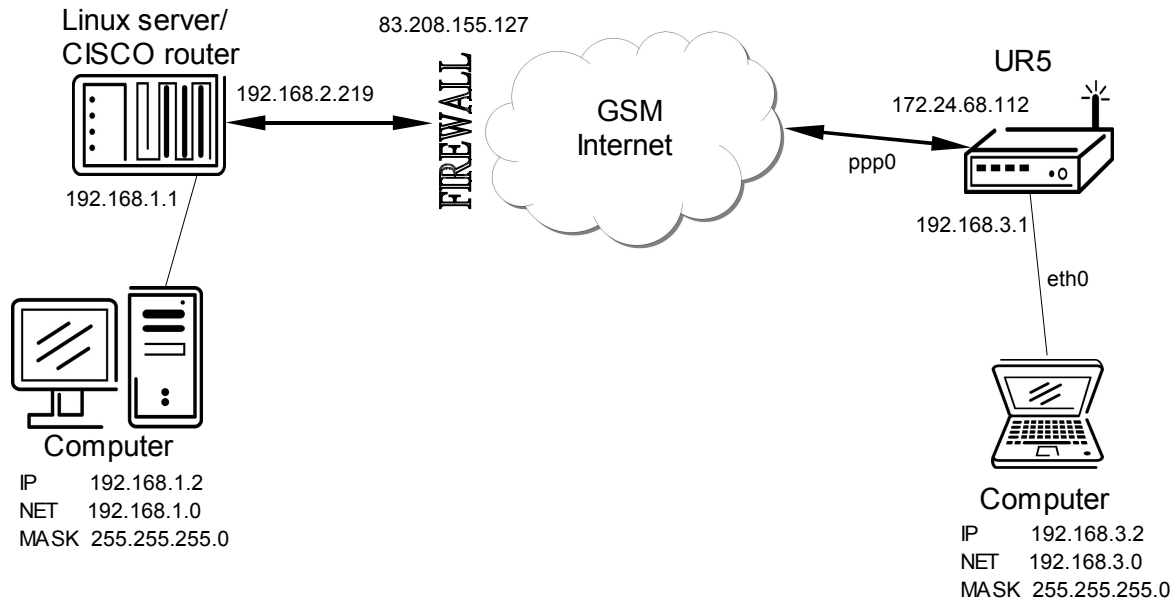 Linux server/
CISCO router
83.208.155.127
192.168.2.219
FIREWALL
GSM
Internet
UR5
172.24.68.112
ppp0
192.168.1.1
192.168.3.1
eth0
Computer
IP 192.168.1.2
NET 192.168.1.0
MASK 255.255.255.0
Computer
IP 192.168.3.2
NET 192.168.3.0
MASK 255.255.255.0